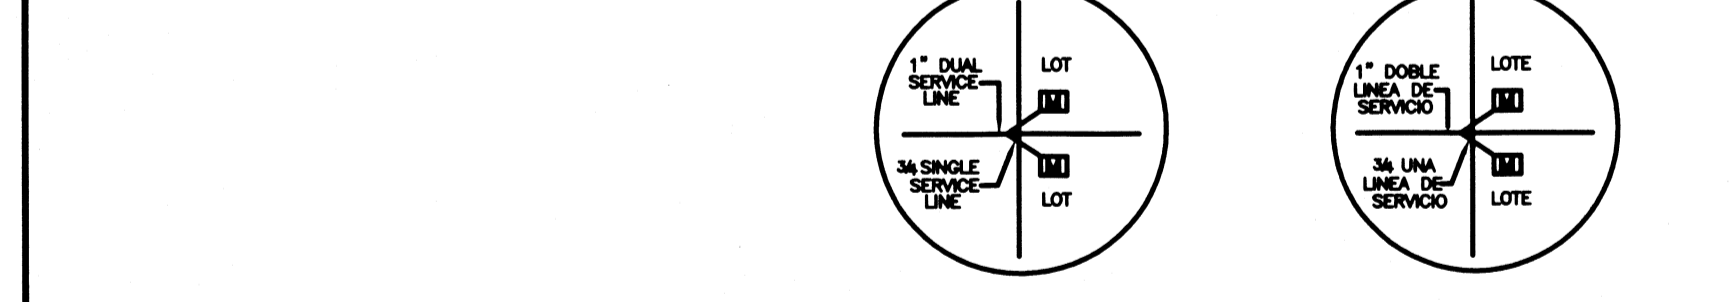 1" DUAL
SERVICE
LINE
LOT
M
3/4 SINGLE
SERVICE
LINE
M
LOT
1" DOBLE
LINEA DE
SERVICIO
LOTE
M
3/4 UNA
LINEA DE
SERVICIO
M
LOTE